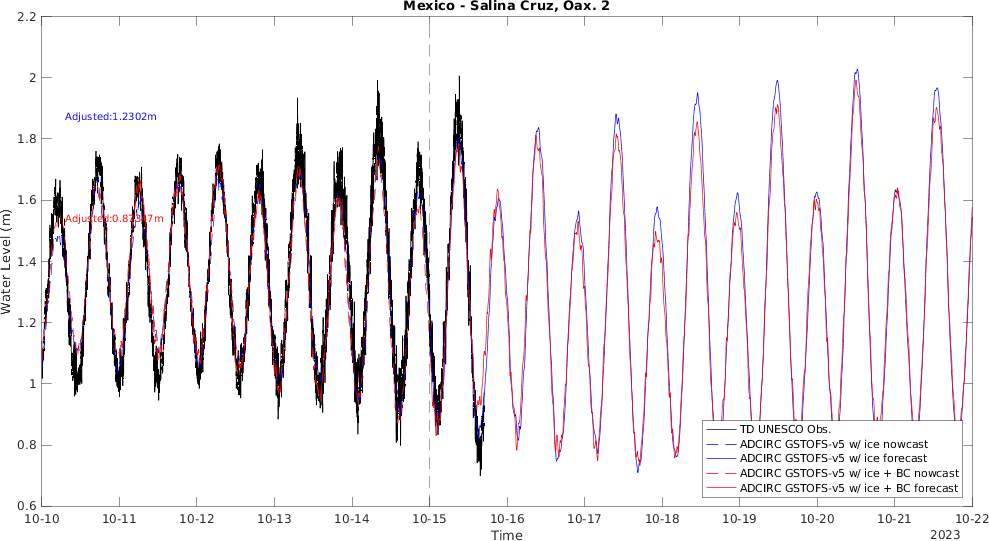 Mexico - Salina Cruz, Oax. 2
2.2
2
1.8
1.6
1.4
1.2
1
0.8
0.6
Water Level (m)
Adjusted:1.2302m
10-10
10-11
10-12
10-13
10-14
10-15
10-16
10-17
10-18
10-19
10-20
10-21
10-22
Time
2023
TD UNESCO Obs.
ADCIRC GSTOFS-v5 w/ ice nowcast
ADCIRC GSTOFS-v5 w/ ice forecast
ADCIRC GSTOFS-v5 w/ ice + BC nowcast
ADCIRC GSTOFS-v5 w/ ice + BC forecast